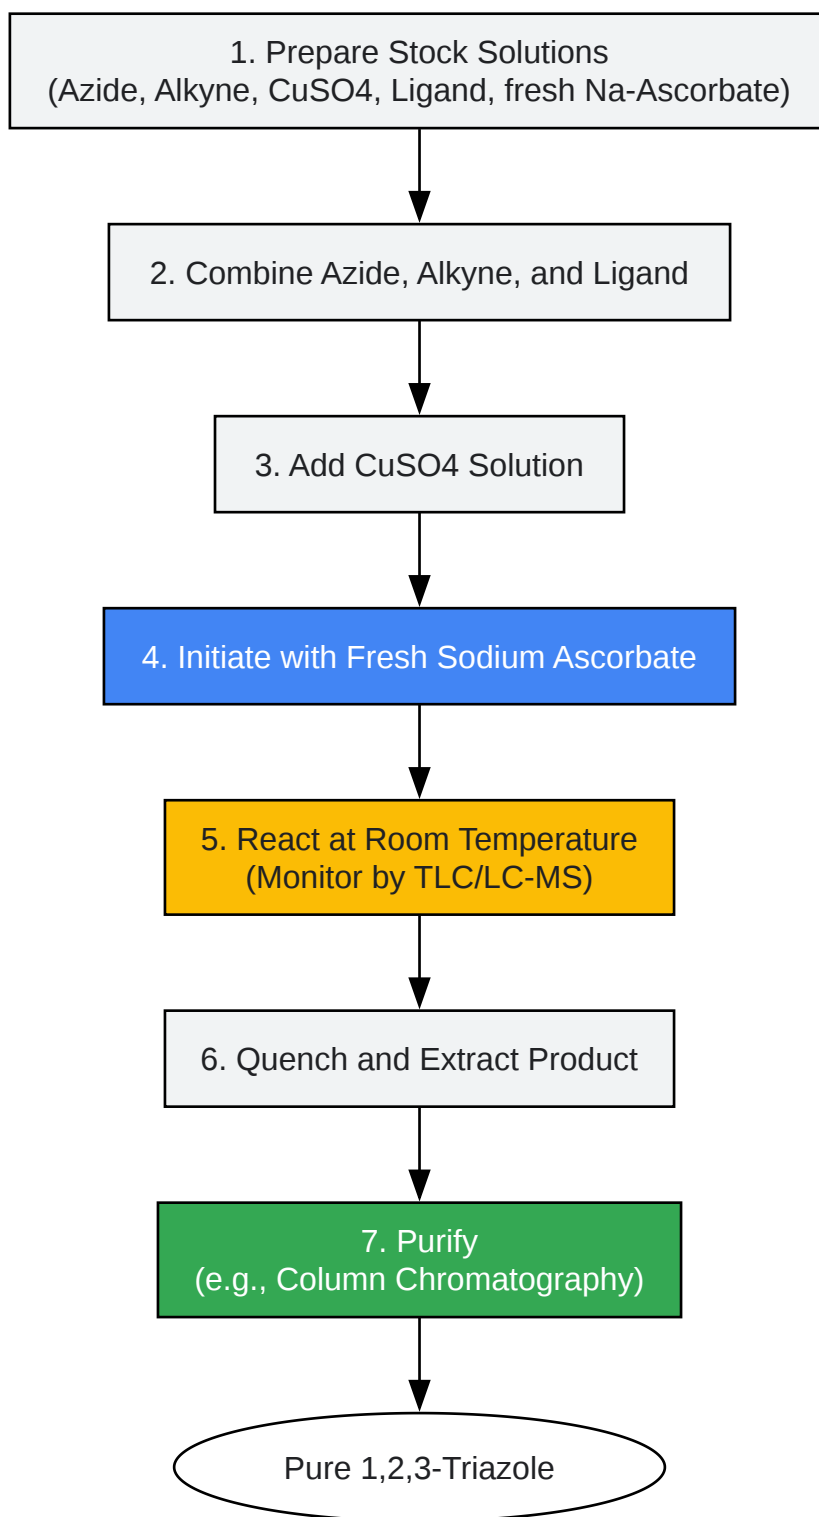 1. Prepare Stock Solutions
(Azide, Alkyne, CuSO4, Ligand, fresh Na-Ascorbate)
2. Combine Azide, Alkyne, and Ligand
3. Add CuSO4 Solution
4. Initiate with Fresh Sodium Ascorbate
5. React at Room Temperature
(Monitor by TLC/LC-MS)
6. Quench and Extract Product
7. Purify
(e.g., Column Chromatography)
Pure 1,2,3-Triazole